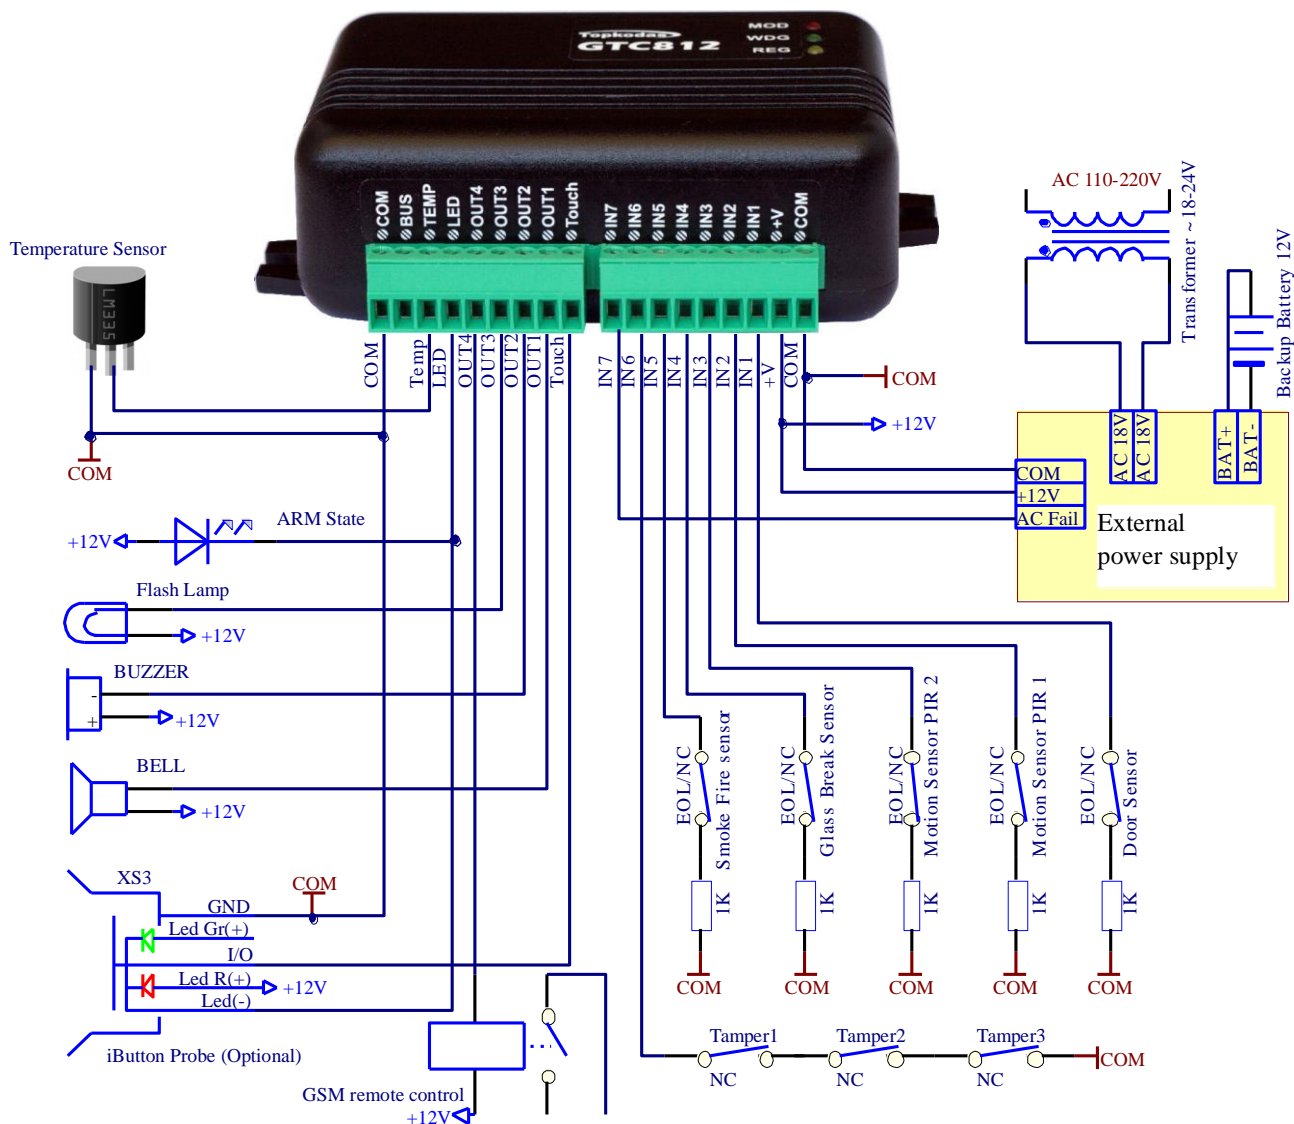 MOD
Topkodas
WDG
GTC812
REG
COM
BUS
TEMP
LED
OUT4
OUT3
OUT2
OUT1
Touch
IN7
IN6
IN5
IN4
IN3
IN2
IN1
+V
COM
AC 110-220V
Transformer ~18-24V
Backup Battery 12V
Temperature Sensor
LM335
COM
Temp
LED
OUT4
OUT3
OUT2
OUT1
Touch
IN7
IN6
IN5
IN4
IN3
IN2
IN1
+V
COM
COM
+12V
COM
AC 18V
AC 18V
BAT+
BAT-
COM
+12V
AC Fail
External
power supply
ARM State
+12V
Flash Lamp
+12V
BUZZER
-
+
+12V
BELL
+12V
EOL/NC
Smoke Fire sensor
EOL/NC
Glass Break Sensor
EOL/NC
Motion Sensor PIR 2
EOL/NC
Motion Sensor PIR 1
EOL/NC
Door Sensor
1K
1K
1K
1K
1K
COM
COM
COM
COM
COM
XS3
COM
GND
Led Gr(+)
I/O
Led R(+)
+12V
Led(-)
iButton Probe (Optional)
GSM remote control
+12V
Tamper1
Tamper2
Tamper3
NC
NC
NC
COM